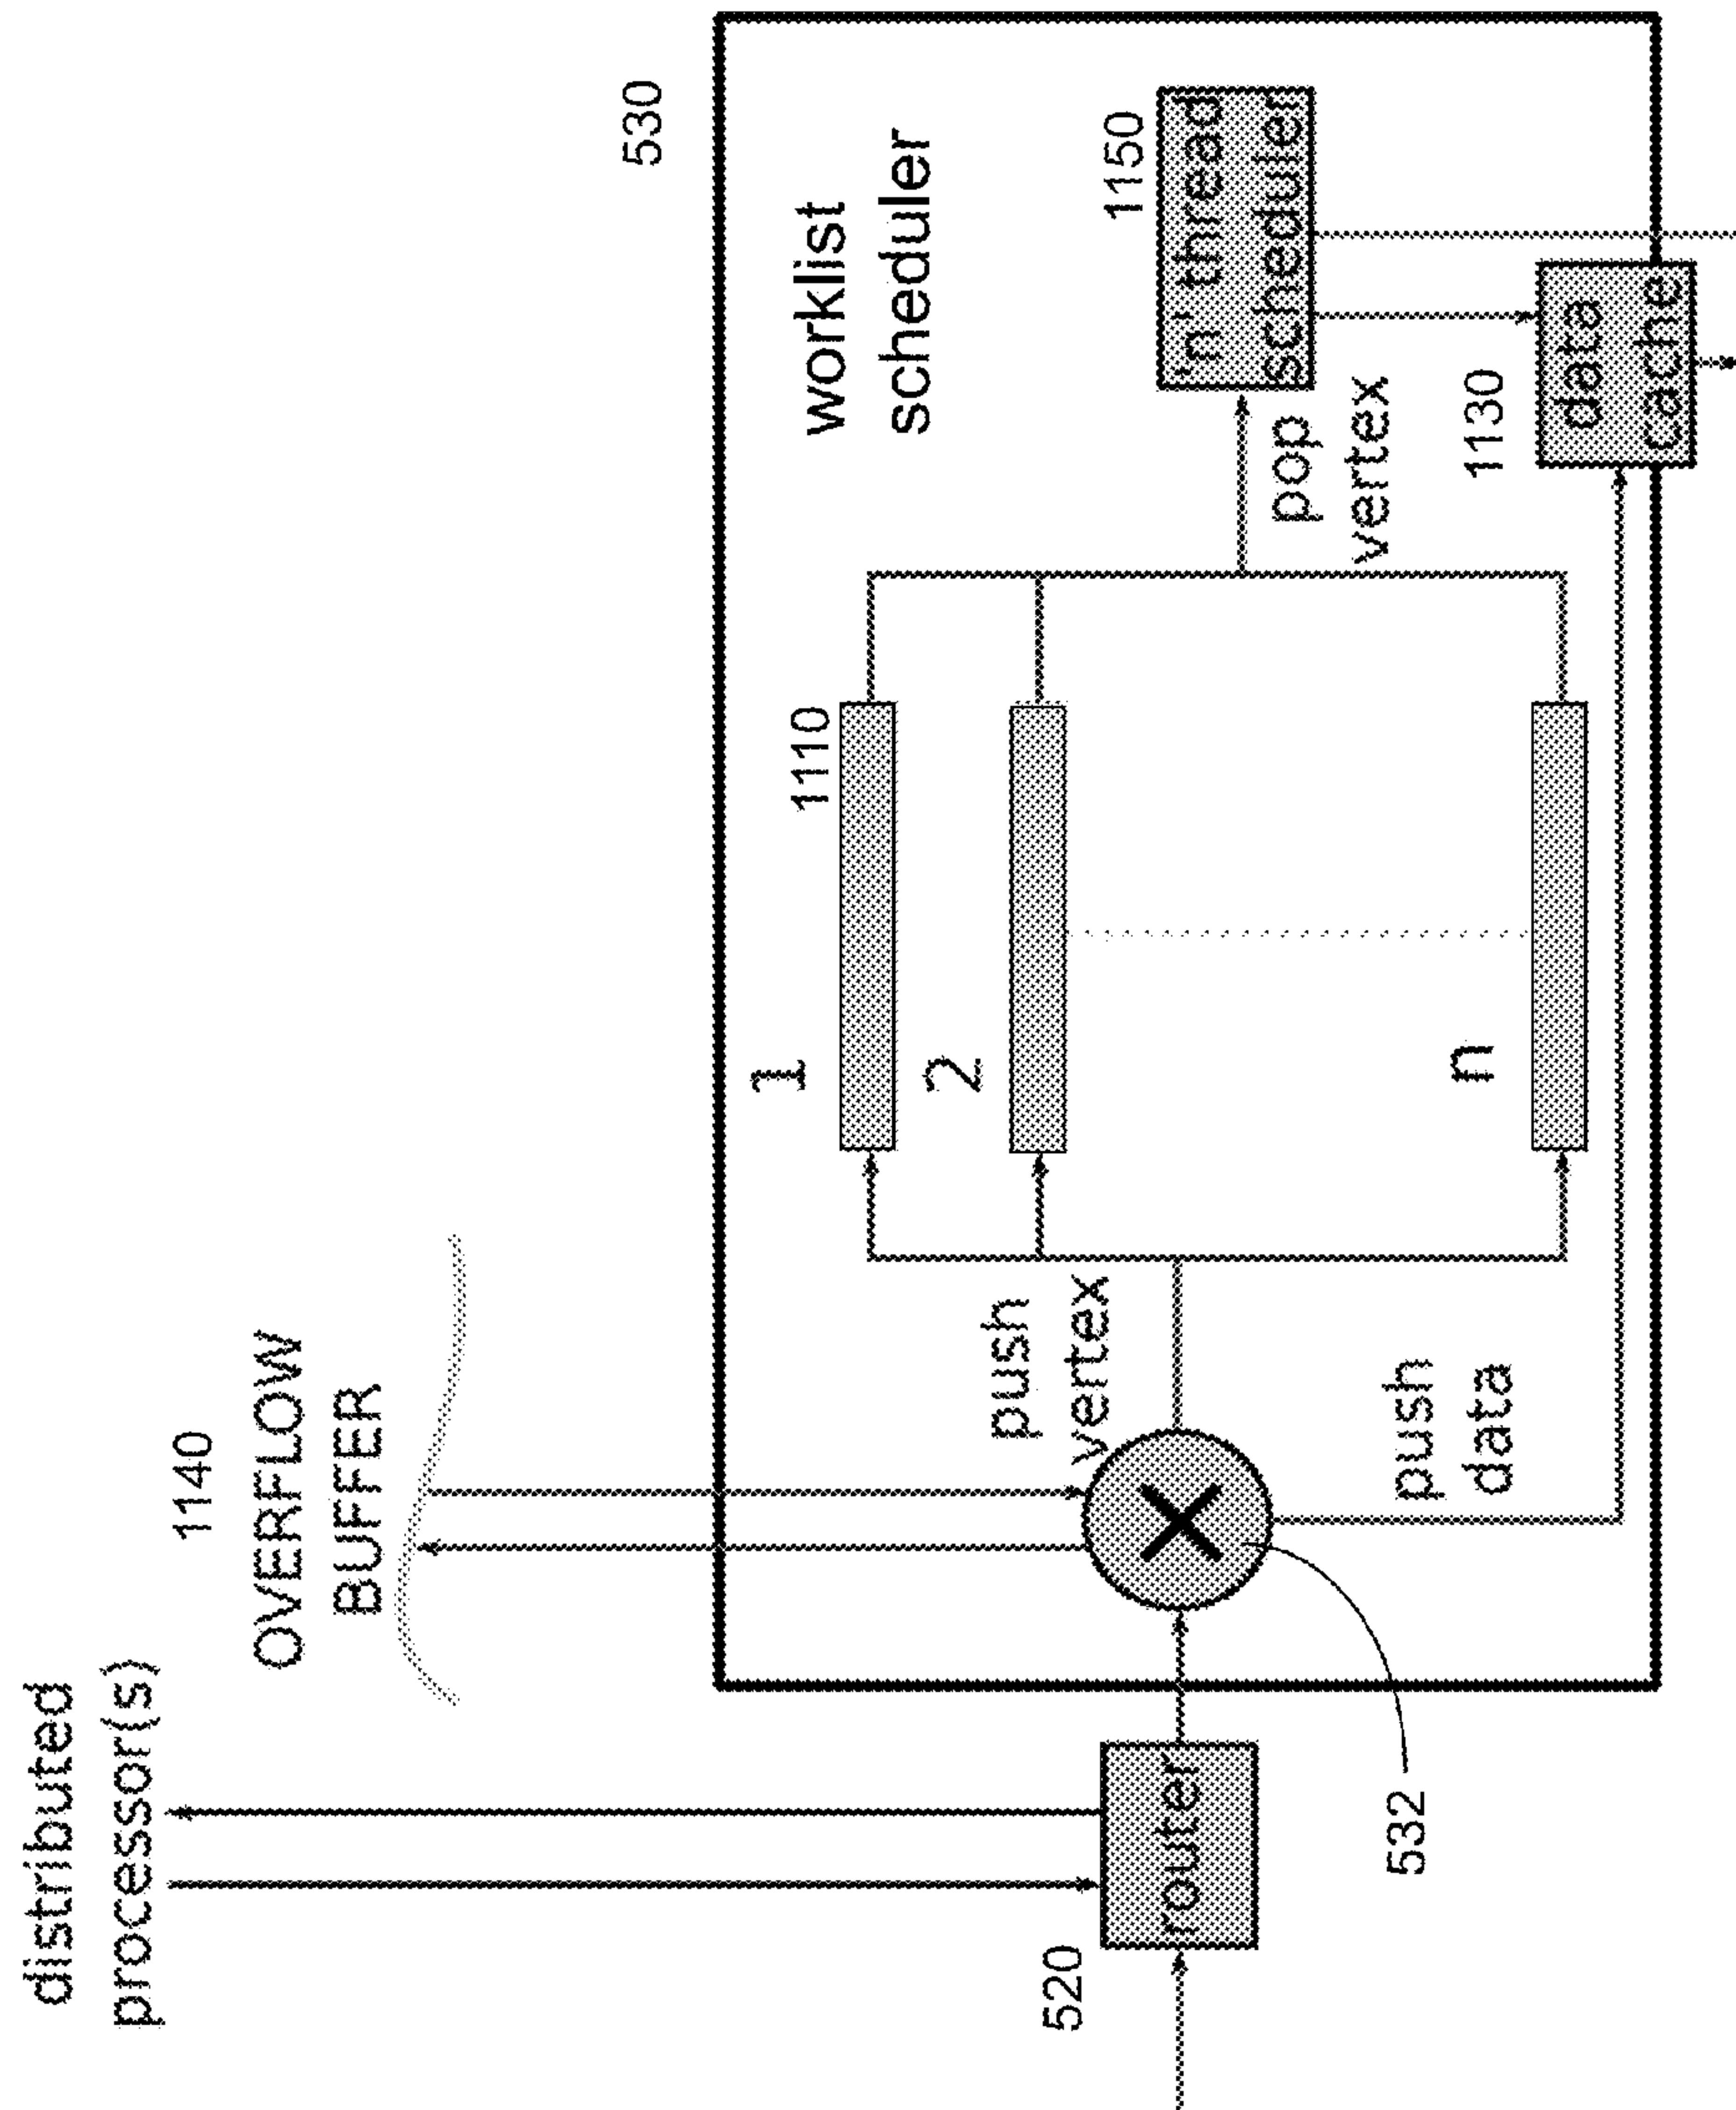 distributed
processor(s)
1140
OVERFLOW
BUFFER
530
worklist
scheduler
520
router
532
push
vertex
push
data
1
1110
2
n
pop
vertex
1150
'n' thread
scheduler
1130
data
cache